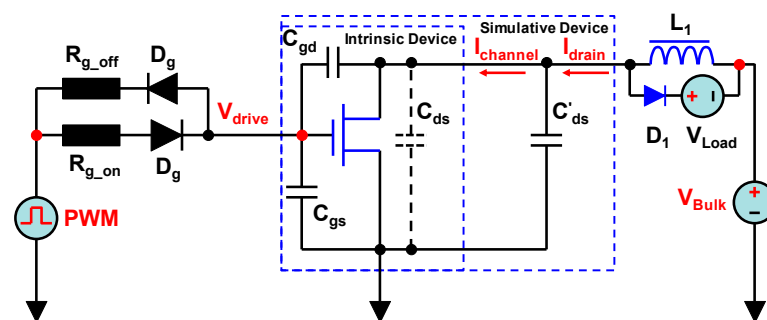 Simulative Device
Intrinsic Device
C_gd
I_channel
I_drain
L_1
R_g_off
D_g
V_drive
C_ds
C'_ds
D_1
V_Load
+
-
R_g_on
D_g
C_gs
PWM
V_Bulk
+
-